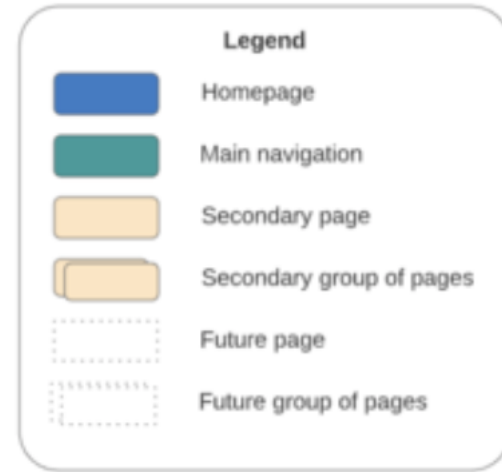 Legend
Homepage
Main navigation
Secondary page
Secondary group of pages
Future page
Future group of pages